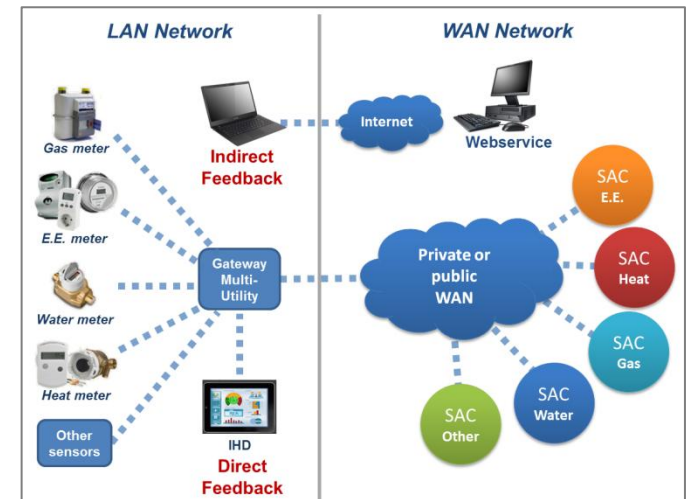 LAN Network
WAN Network
Gas meter
Indirect
Feedback
Internet
Webservice
E.E. meter
SAC
E.E.
Gateway
Multi-
Utility
Private or
public
WAN
SAC
Heat
Water meter
SAC
Gas
Heat meter
SAC
Water
SAC
Other
Other
sensors
IHD
Direct
Feedback